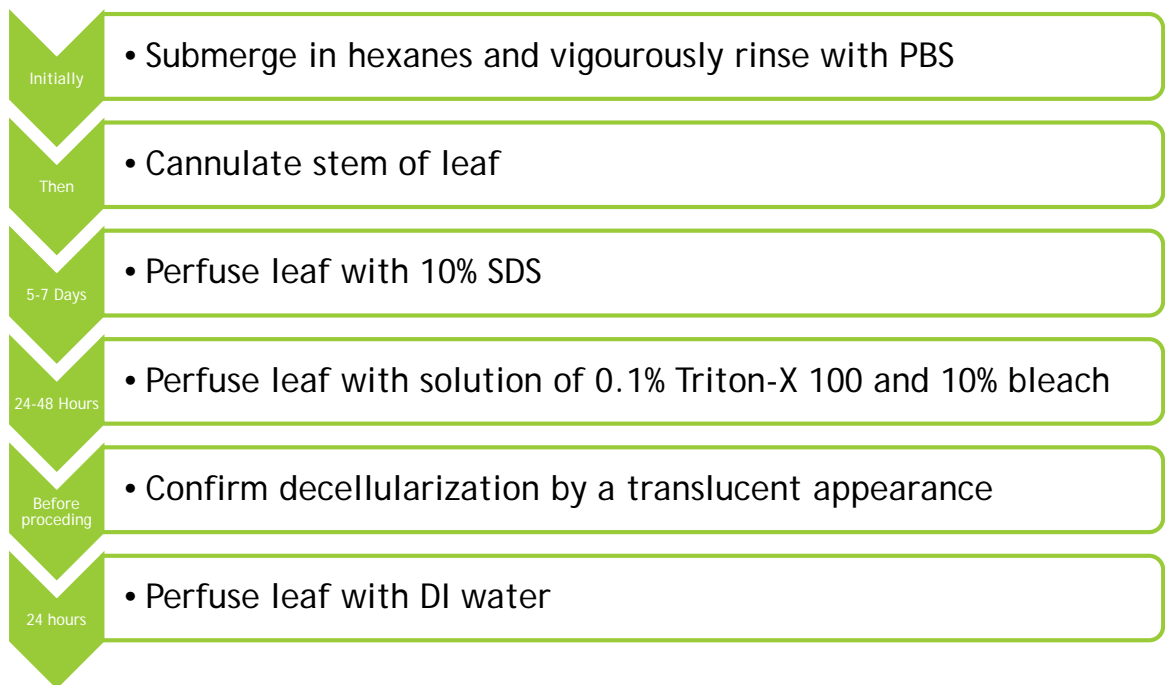 Initially
• Submerge in hexanes and vigourously rinse with PBS
Then
• Cannulate stem of leaf
5-7 Days
• Perfuse leaf with 10% SDS
24-48 Hours
• Perfuse leaf with solution of 0.1% Triton-X 100 and 10% bleach
Before
proceding
• Confirm decellularization by a translucent appearance
24 hours
• Perfuse leaf with DI water